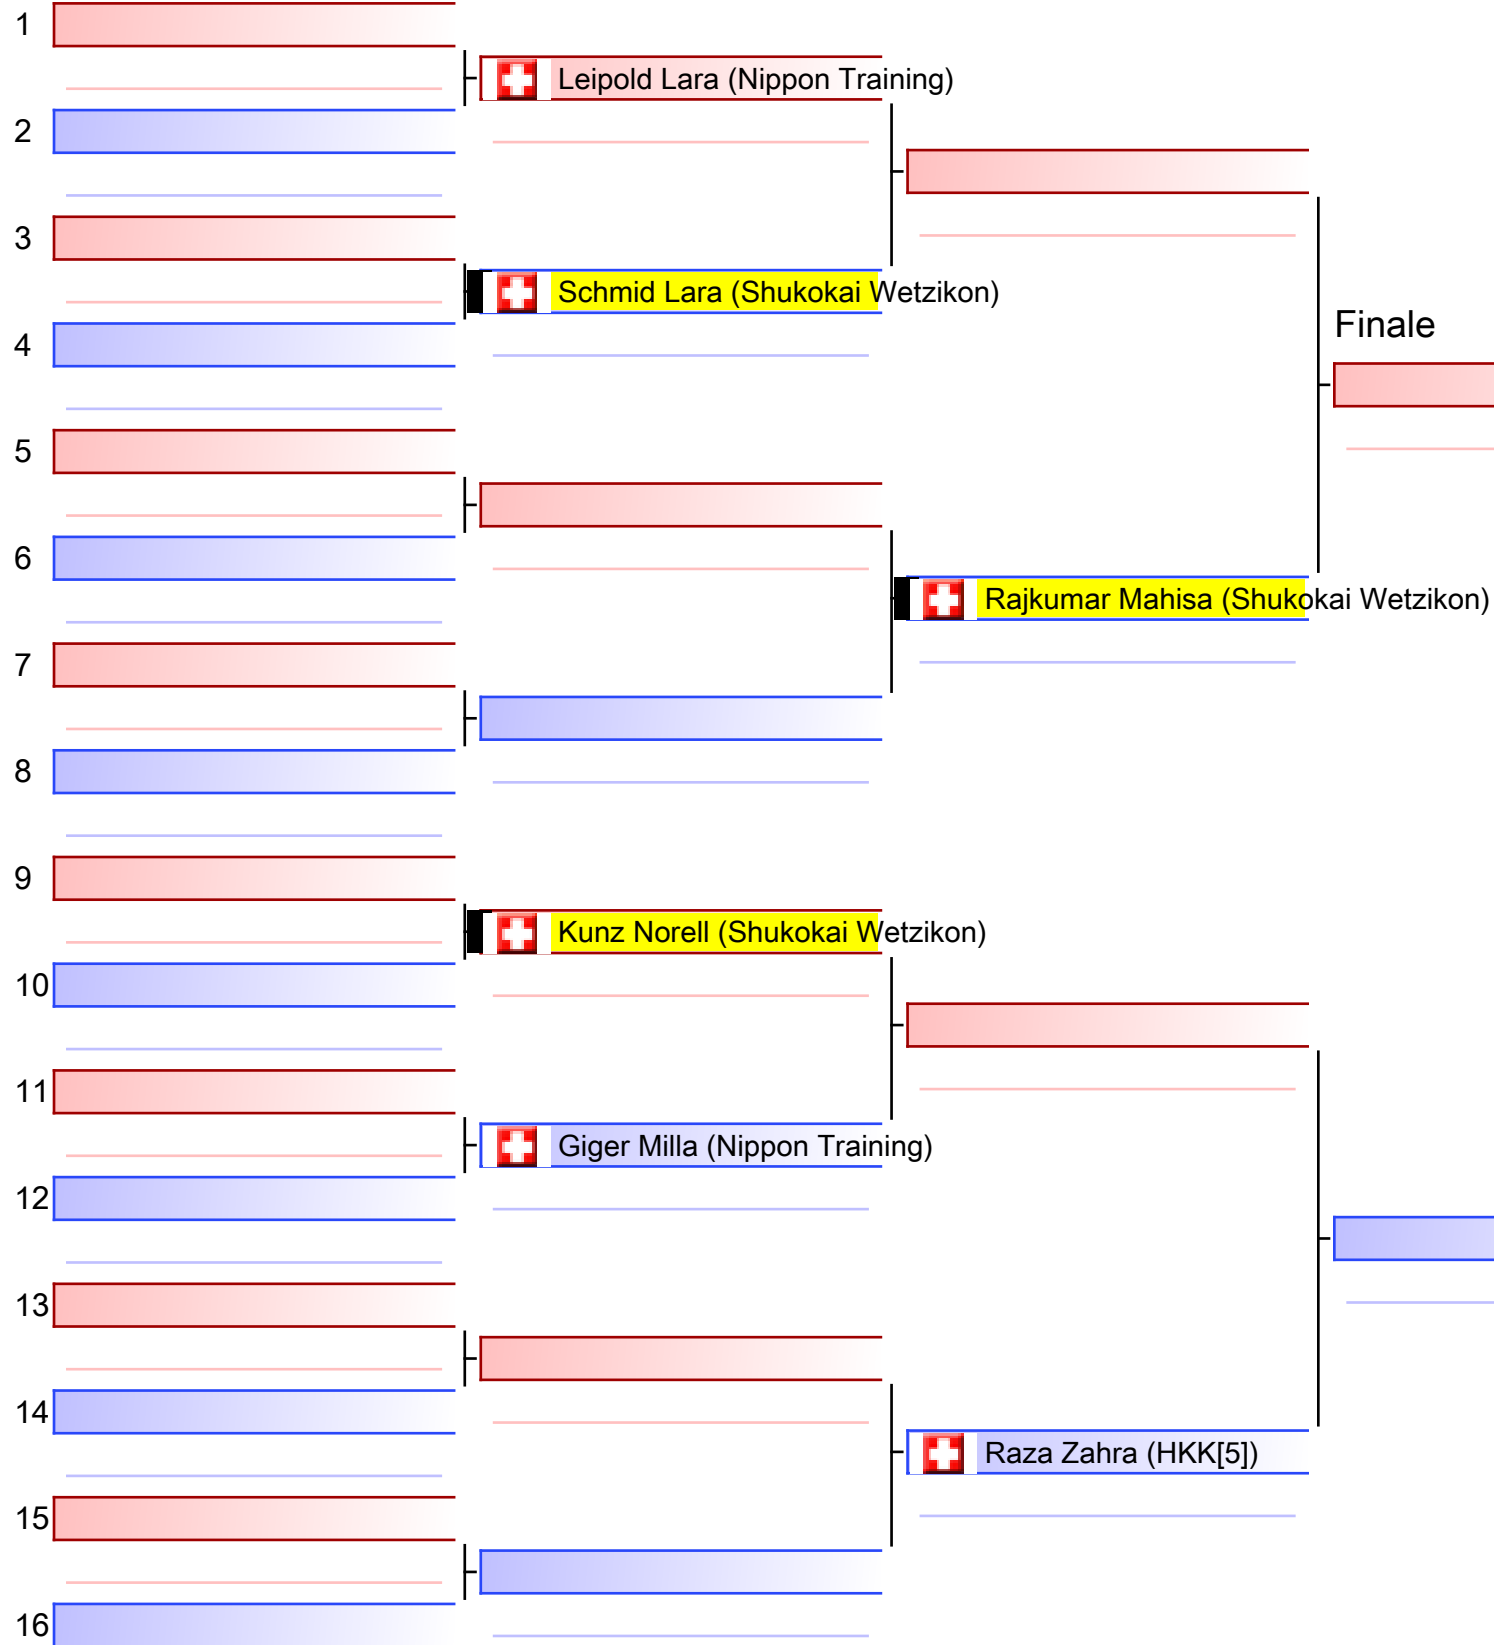 1
Leipold Lara (Nippon Training)
2
3
Schmid Lara (Shukokai Wetzikon)
Finale
4
5
6
Rajkumar Mahisa (Shukokai Wetzikon)
7
8
9
Kunz Norell (Shukokai Wetzikon)
10
11
Giger Milla (Nippon Training)
12
13
14
Raza Zahra (HKK[5])
15
16